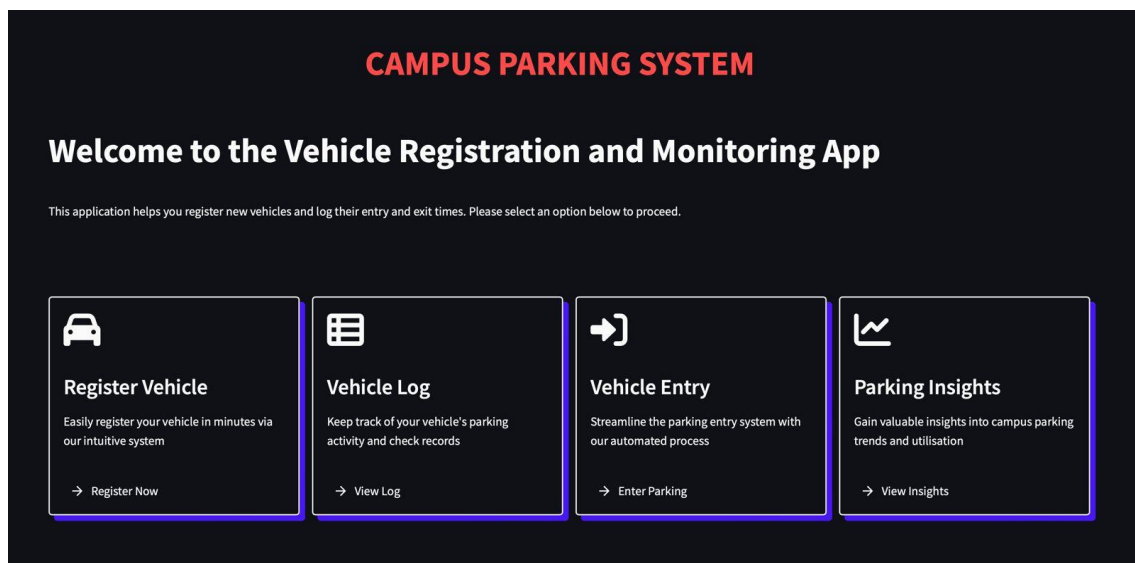 CAMPUS PARKING SYSTEM
Welcome to the Vehicle Registration and Monitoring App
This application helps you register new vehicles and log their entry and exit times. Please select an option below to proceed.
Register Vehicle
Easily register your vehicle in minutes via
our intuitive system
→ Register Now
Vehicle Log
Keep track of your vehicle's parking
activity and check records
→ View Log
Vehicle Entry
Streamline the parking entry system with
our automated process
→ Enter Parking
Parking Insights
Gain valuable insights into campus parking
trends and utilisation
→ View Insights